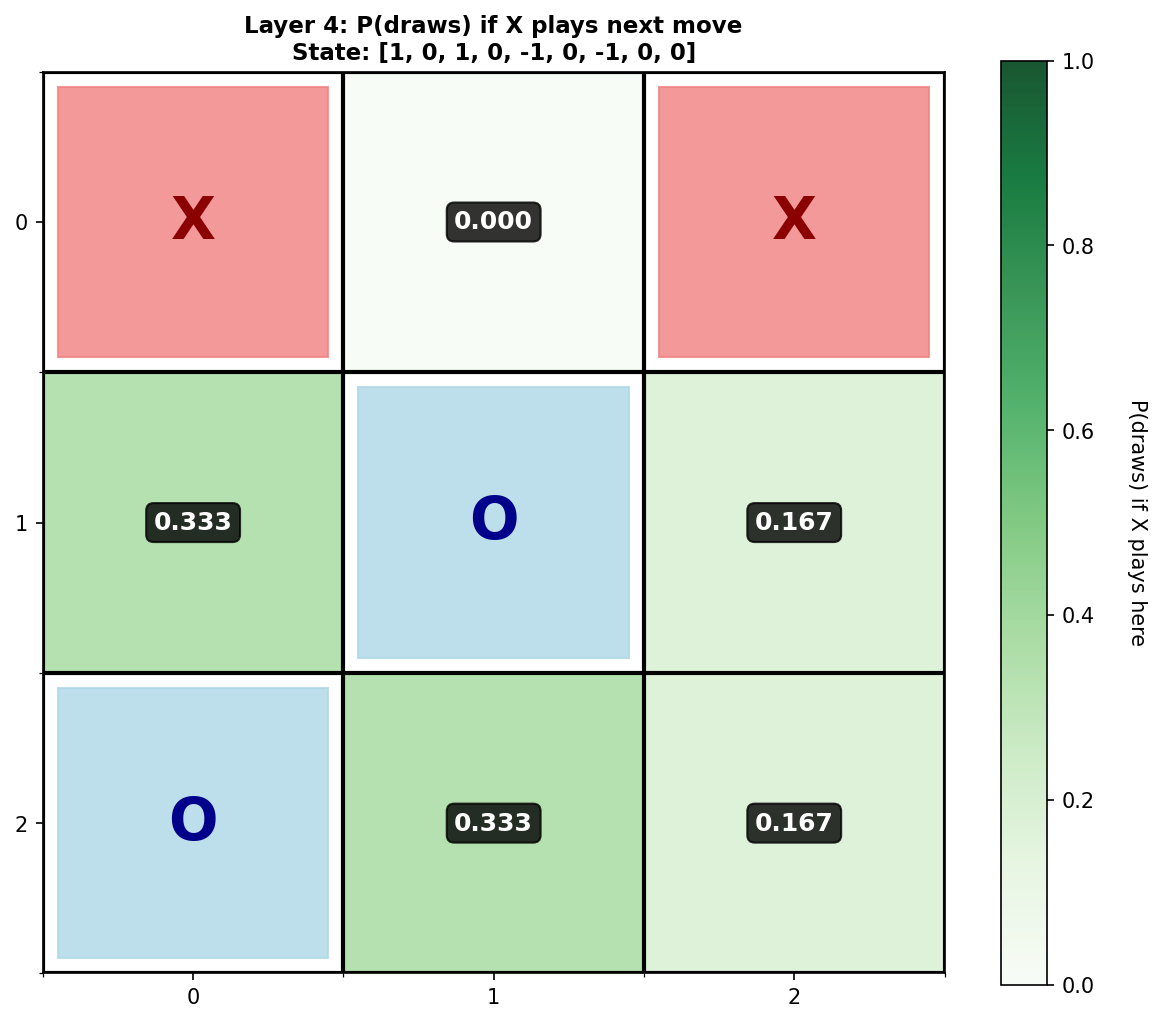 Layer 4: P(draws) if X plays next move
State: [1, 0, 1, 0, -1, 0, -1, 0, 0]
X 0.000 X
0.333 O 0.167
O 0.333 0.167
0
1
2
0 1 2
1.0
0.8
0.6
0.4
0.2
0.0
P(draws) if X plays here